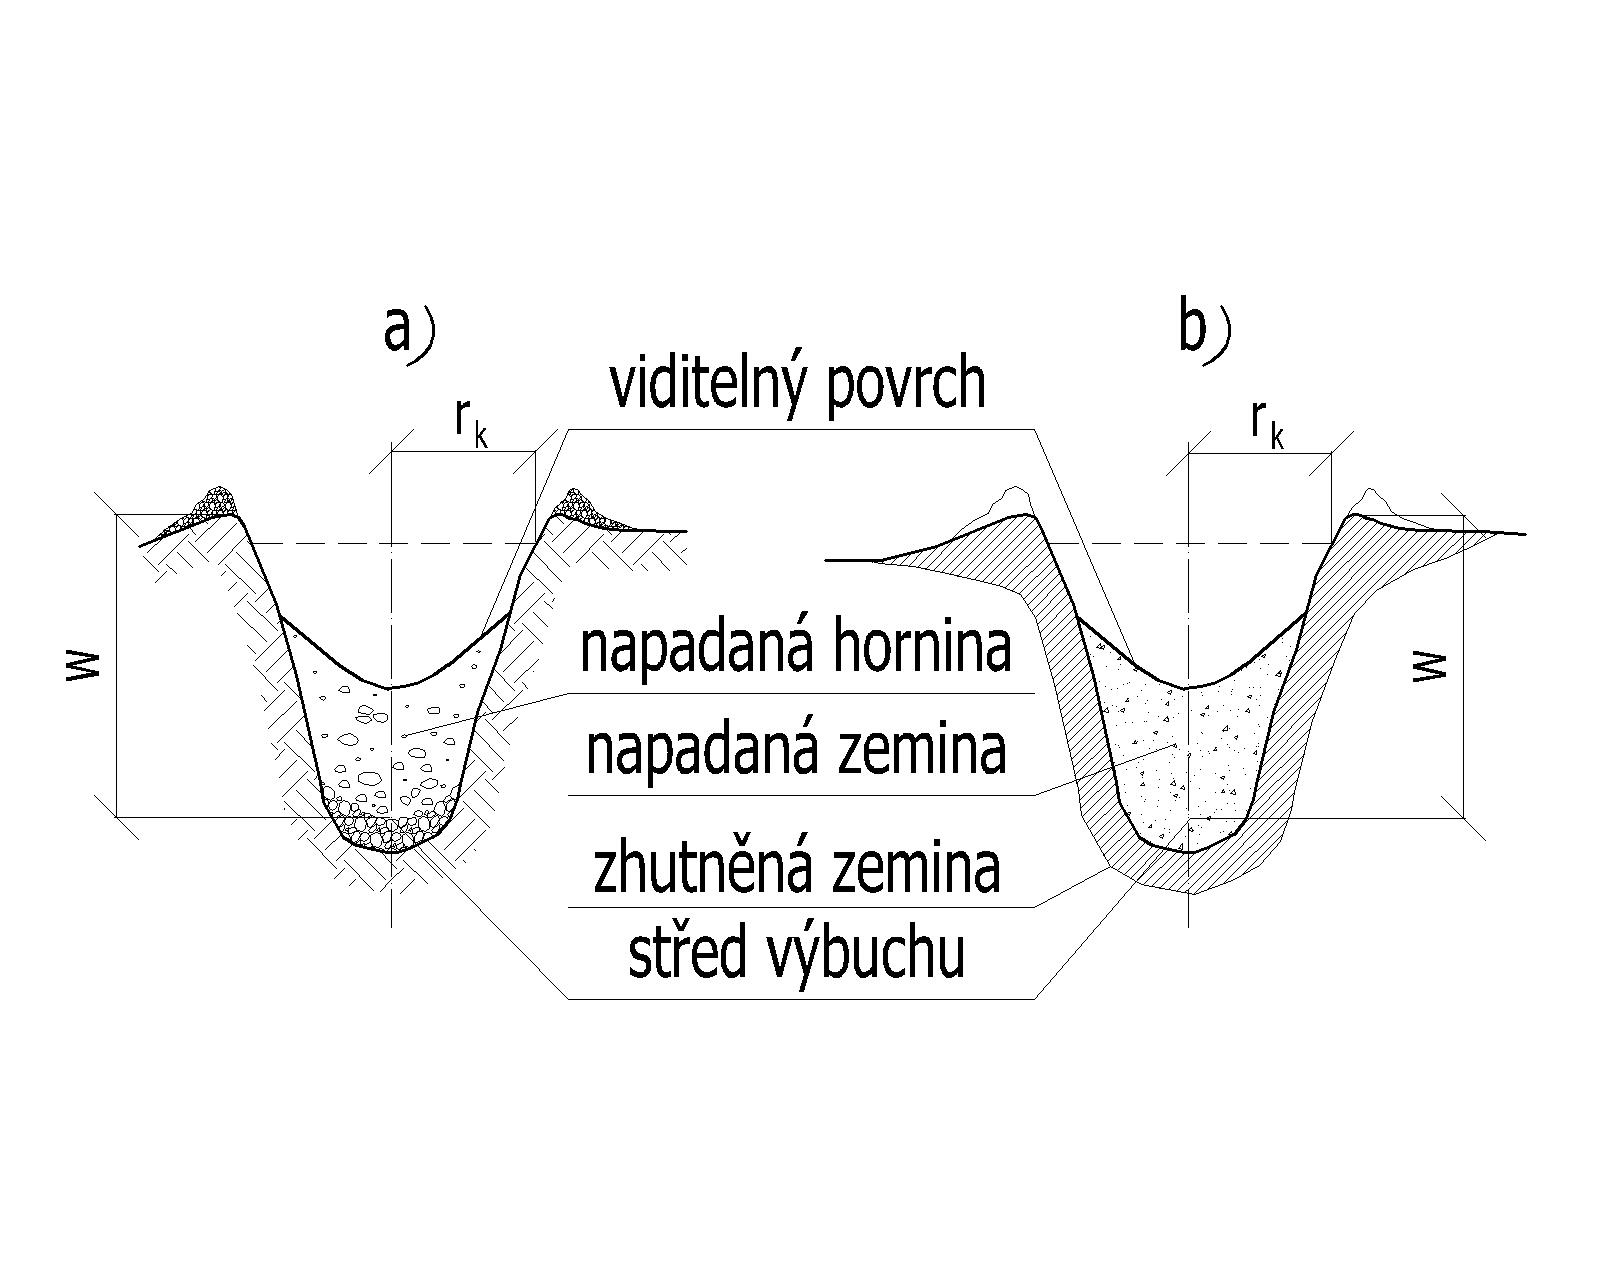 a)
b)
viditelný povrch
r k
r k
w
w
napadaná hornina
napadaná zemina
zhutněná zemina
střed výbuchu